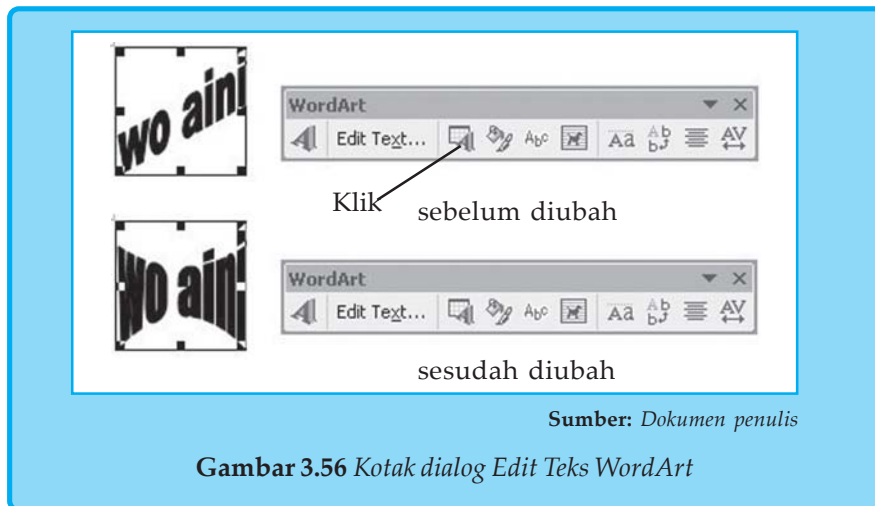 wo aini
WordArt
Edit Text... Abc Aa Ab b AV
Klik
sebelum diubah
wo aini
WordArt
Edit Text... Abc Aa Ab b AV
sesudah diubah
Sumber: Dokumen penulis
Gambar 3.56 Kotak dialog Edit Teks WordArt